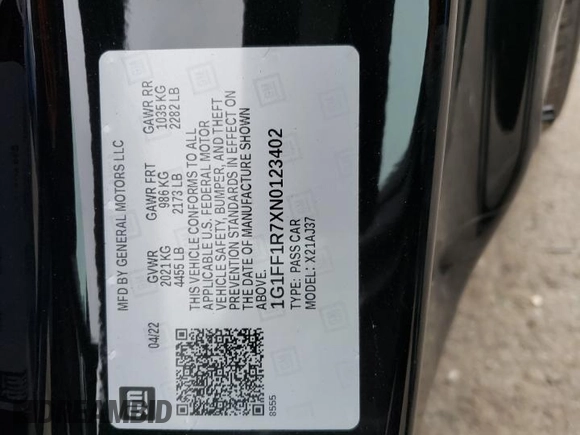 MFD BY GENERAL MOTORS LLC
04/22
GVWR GAWR FRT GAWR RR
2021 KG 986 KG 1035 KG
4455 LB 2173 LB 2282 LB
THIS VEHICLE CONFORMS TO ALL
APPLICABLE U.S. FEDERAL MOTOR
VEHICLE SAFETY, BUMPER, AND THEFT
PREVENTION STANDARDS IN EFFECT ON
THE DATE OF MANUFACTURE SHOWN
ABOVE.
1G1FF1R7XN0123402
TYPE: PASS CAR
MODEL: X21AJ37
8555
gm
DREAMBID